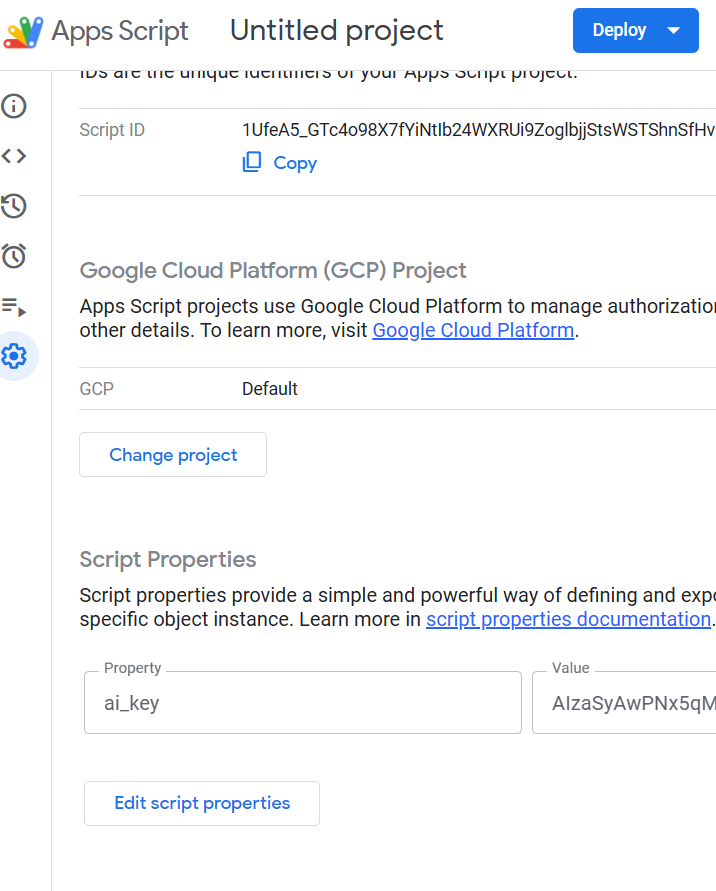 Apps Script Untitled project Deploy
IDs are the unique identifiers of your Apps Script project.
Script ID 1UfeA5_GTc4o98X7fYiNtIb24WXRUi9ZoglbjjStsWSTShnSfHv
Copy
Google Cloud Platform (GCP) Project
Apps Script projects use Google Cloud Platform to manage authorization
other details. To learn more, visit Google Cloud Platform.
GCP Default
Change project
Script Properties
Script properties provide a simple and powerful way of defining and expo
specific object instance. Learn more in script properties documentation.
Property Value
ai_key AIzaSyAwPNx5qM
Edit script properties